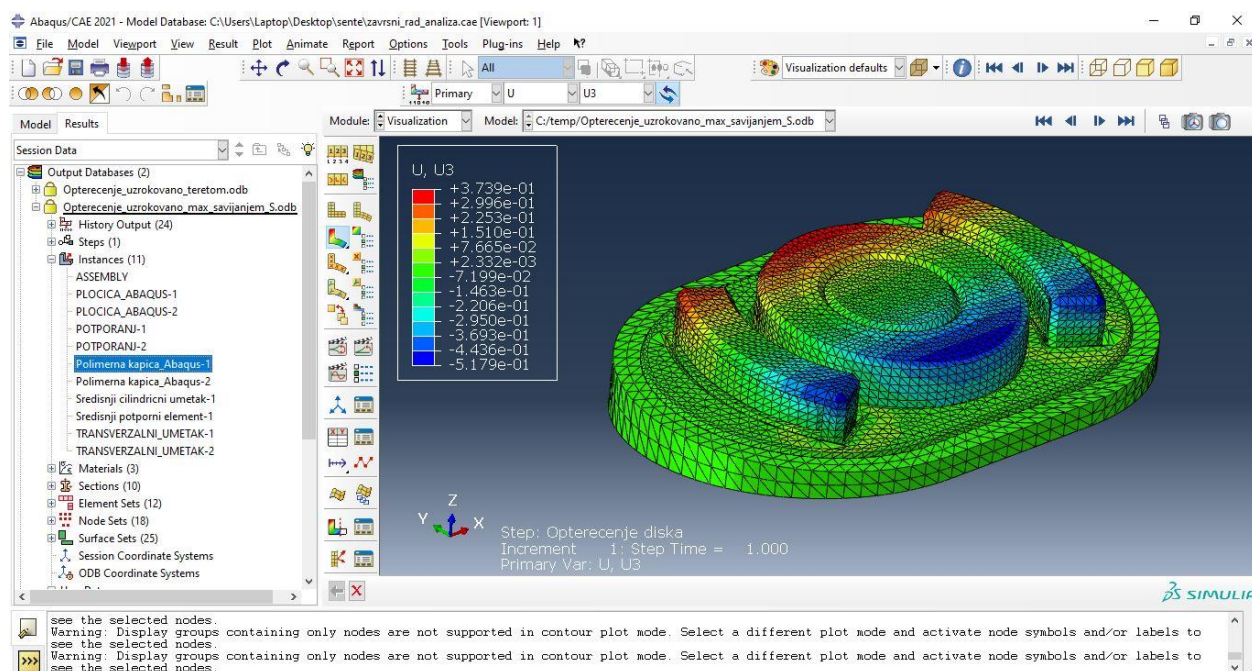 Abaqus/CAE 2021 - Model Database: C:\Users\Laptop\Desktop\sente\zavrsni_rad_analiza.cae [Viewport: 1]
File Model Viewport View Result Plot Animate Report Options Tools Plug-ins Help
All
Visualization defaults
Primary U U3
Model Results
Module: Visualization Model: C:/temp/Opterecenje_uzrokovano_max_savijanjem_S.odb
Session Data
Output Databases (2)
Opterecenje_uzrokovano_teretom.odb
Opterecenje_uzrokovano_max_savijanjem_S.odb
History Output (24)
Steps (1)
Instances (11)
ASSEMBLY
PLOCICA_ABAQUS-1
PLOCICA_ABAQUS-2
POTPORANJ-1
POTPORANJ-2
Polimerna kapica_Abaqus-1
Polimerna kapica_Abaqus-2
Sredisnji cilindricni umetak-1
Sredisnji potporni element-1
TRANSVERZALNI_UMETAK-1
TRANSVERZALNI_UMETAK-2
Materials (3)
Sections (10)
Element Sets (12)
Node Sets (18)
Surface Sets (25)
Session Coordinate Systems
ODB Coordinate Systems
U, U3
+3.739e-01
+2.996e-01
+2.253e-01
+1.510e-01
+7.665e-02
+2.332e-03
-7.199e-02
-1.463e-01
-2.206e-01
-2.950e-01
-3.693e-01
-4.436e-01
-5.179e-01
Z
Y X
Step: Opterecenje diska
Increment 1: Step Time = 1.000
Primary Var: U, U3
SIMULIA
see the selected nodes.
Warning: Display groups containing only nodes are not supported in contour plot mode. Select a different plot mode and activate node symbols and/or labels to
see the selected nodes.
Warning: Display groups containing only nodes are not supported in contour plot mode. Select a different plot mode and activate node symbols and/or labels to
see the selected nodes.